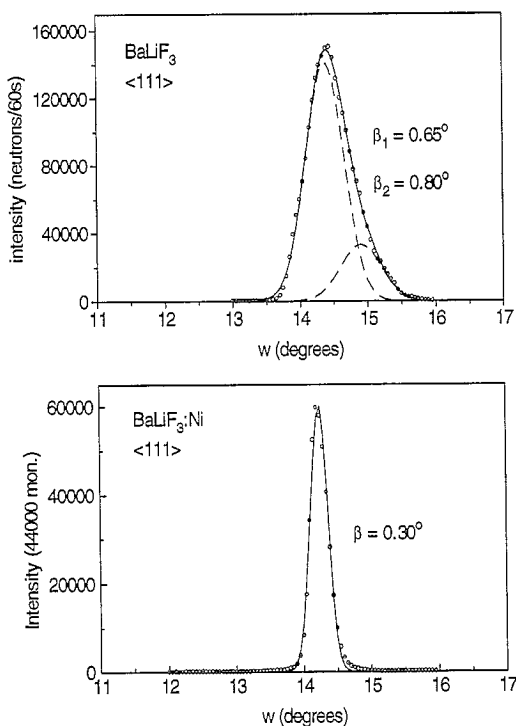 160000
120000
80000
40000
0
intensity (neutrons/60s)
BaLiF₃
<111>
β₁ = 0.65°
β₂ = 0.80°
11 12 13 14 15 16 17
w (degrees)
60000
40000
20000
0
Intensity (44000 mon.)
BaLiF₃:Ni
<111>
β = 0.30°
11 12 13 14 15 16 17
w (degrees)